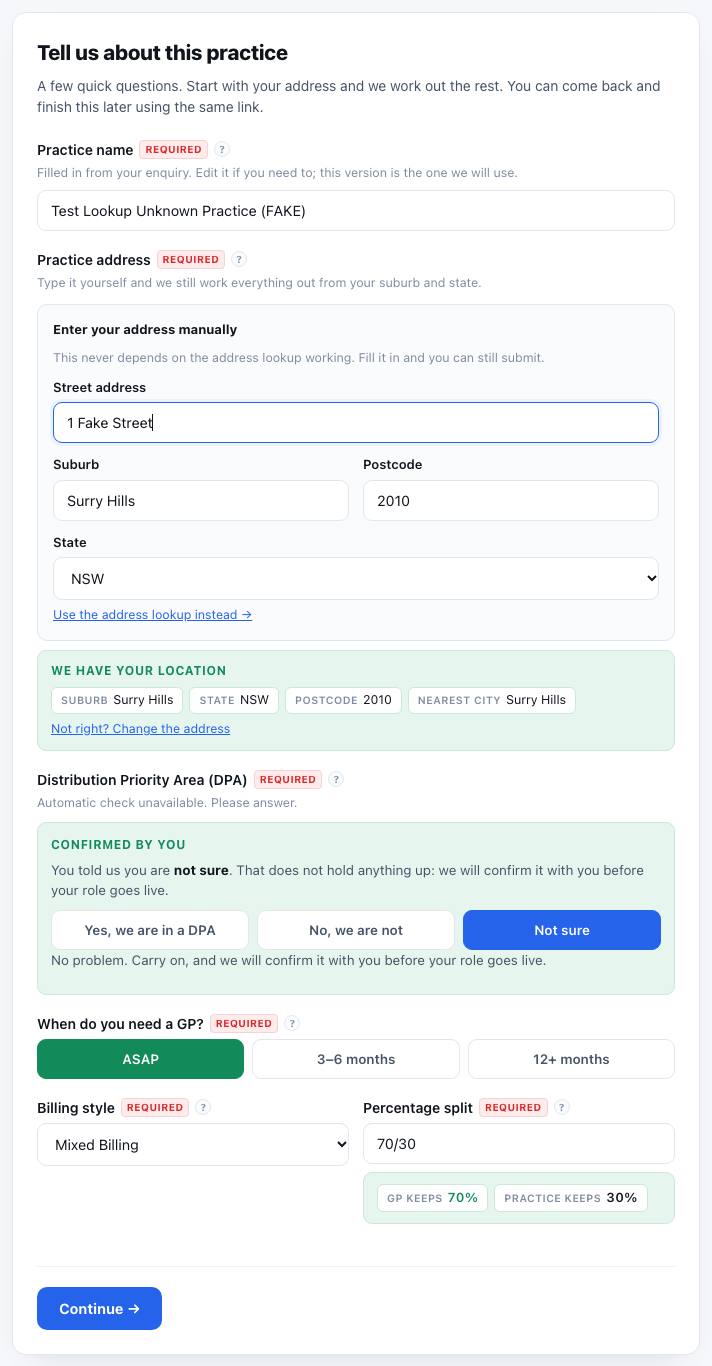 Tell us about this practice
A few quick questions. Start with your address and we work out the rest. You can come back and
finish this later using the same link.
Practice name REQUIRED ?
Filled in from your enquiry. Edit it if you need to; this version is the one we will use.
Test Lookup Unknown Practice (FAKE)
Practice address REQUIRED ?
Type it yourself and we still work everything out from your suburb and state.
Enter your address manually
This never depends on the address lookup working. Fill it in and you can still submit.
Street address
1 Fake Street
Suburb Postcode
Surry Hills 2010
State
NSW
Use the address lookup instead →
WE HAVE YOUR LOCATION
SUBURB Surry Hills STATE NSW POSTCODE 2010 NEAREST CITY Surry Hills
Not right? Change the address
Distribution Priority Area (DPA) REQUIRED ?
Automatic check unavailable. Please answer.
CONFIRMED BY YOU
You told us you are not sure. That does not hold anything up: we will confirm it with you before
your role goes live.
Yes, we are in a DPA No, we are not Not sure
No problem. Carry on, and we will confirm it with you before your role goes live.
When do you need a GP? REQUIRED ?
ASAP 3–6 months 12+ months
Billing style REQUIRED ? Percentage split REQUIRED ?
Mixed Billing 70/30
GP KEEPS 70% PRACTICE KEEPS 30%
Continue →